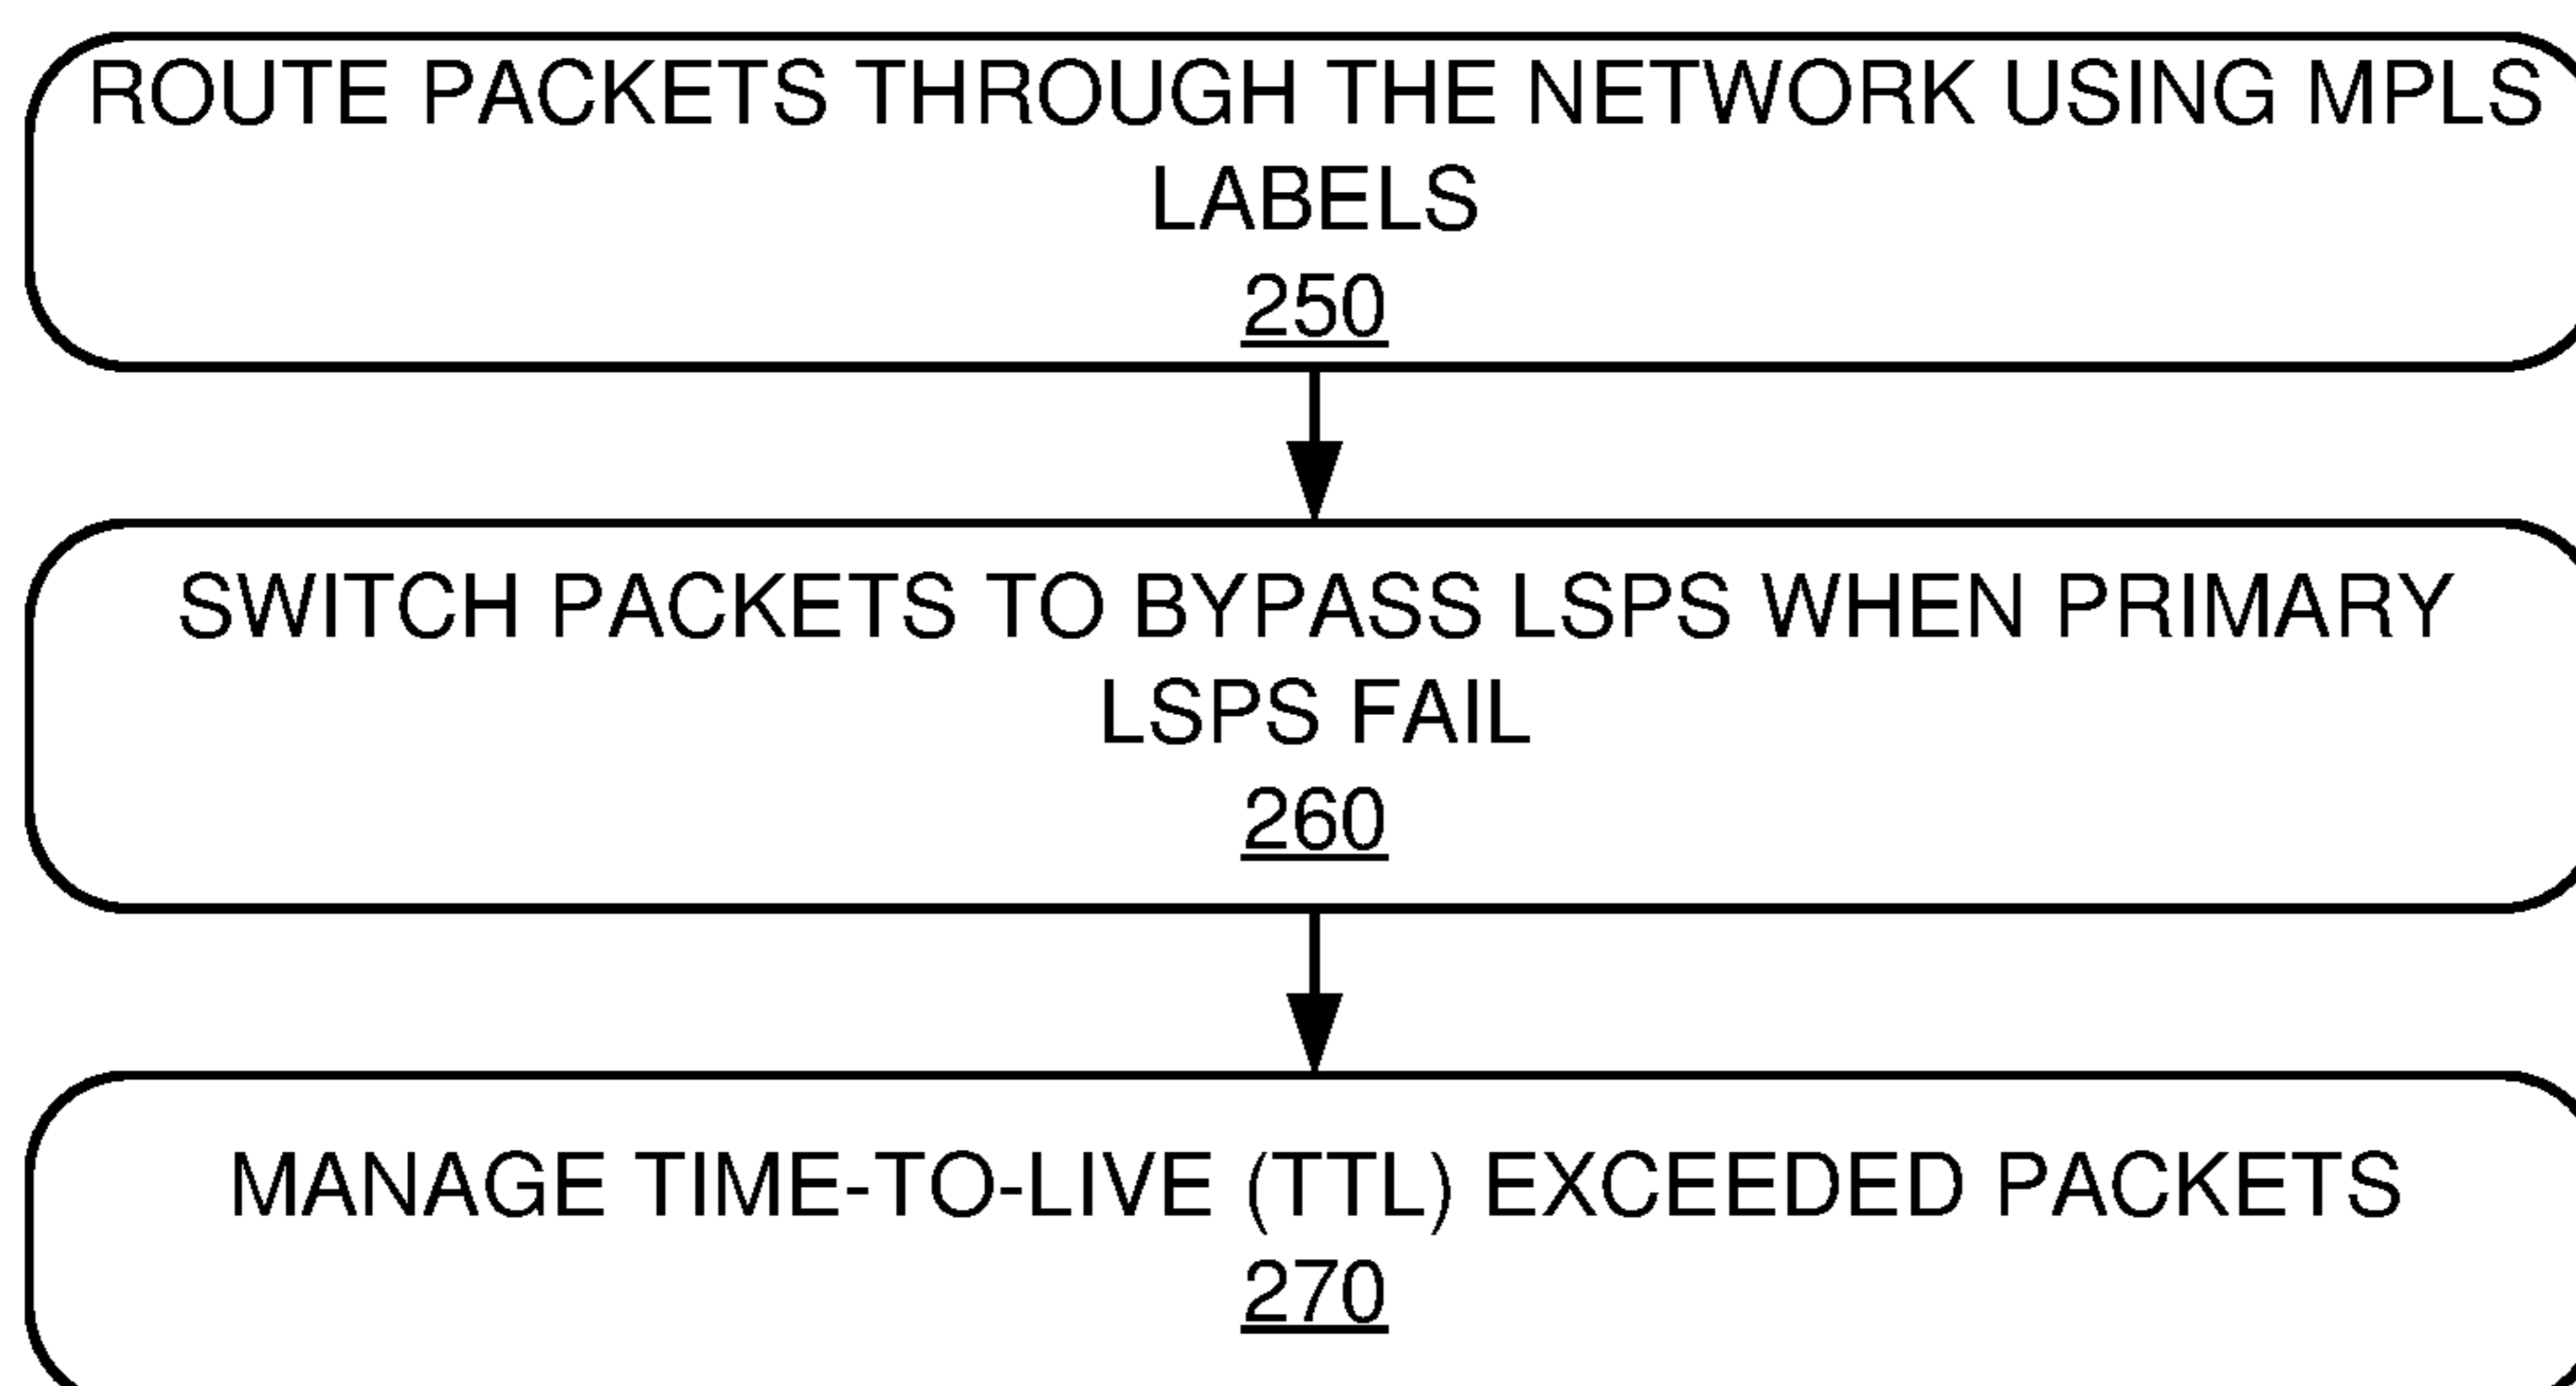 ROUTE PACKETS THROUGH THE NETWORK USING MPLS
LABELS
250
SWITCH PACKETS TO BYPASS LSPS WHEN PRIMARY
LSPS FAIL
260
MANAGE TIME-TO-LIVE (TTL) EXCEEDED PACKETS
270